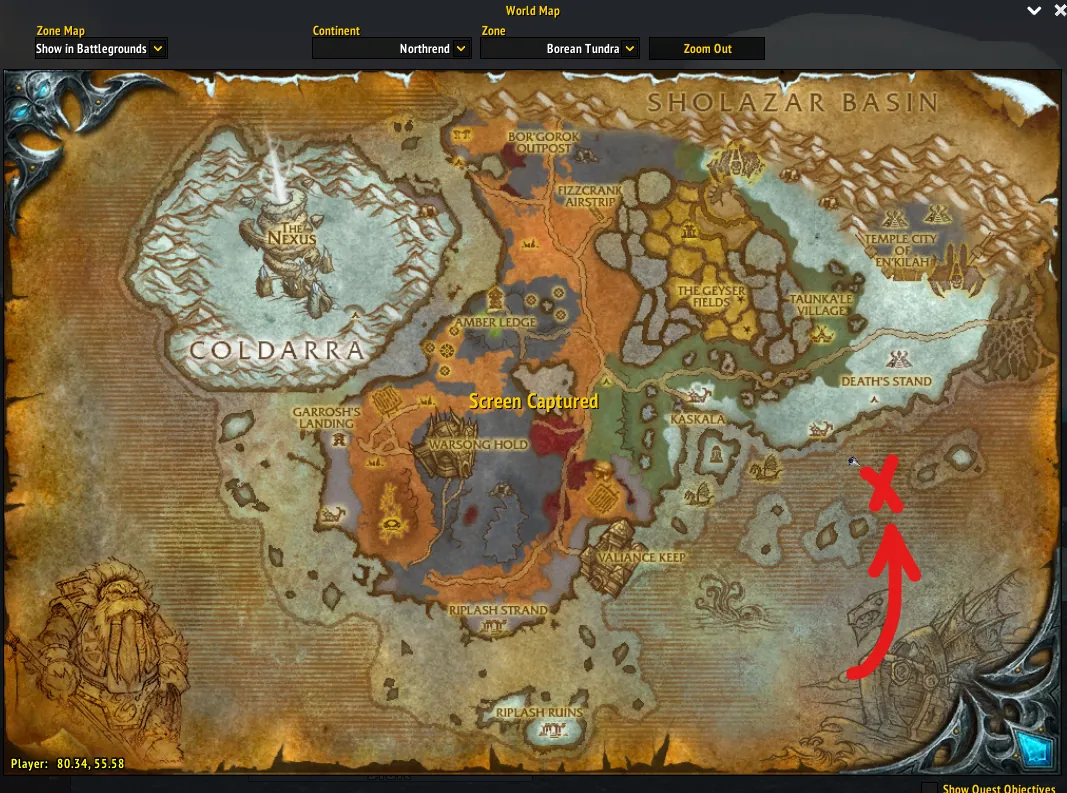 World Map
Zone Map
Continent
Zone
Show in Battlegrounds
Northrend
Borean Tundra
Zoom Out
SHOLAZAR BASIN
BOR'GOROK
OUTPOST
FIZZCRANK
AIRSTRIP
THE
NEXUS
TEMPLE CITY
OF
EN'KILAH
THE GEYSER
FIELDS
TAUNKA'LE
VILLAGE
AMBER LEDGE
COLDARRA
DEATH'S STAND
Screen Captured
GARROSH'S
LANDING
KASKALA
WARSONG HOLD
VALIANCE KEEP
RIPLASH STRAND
RIPLASH RUINS
Player: 80.34, 55.58
Show Quest Objectives